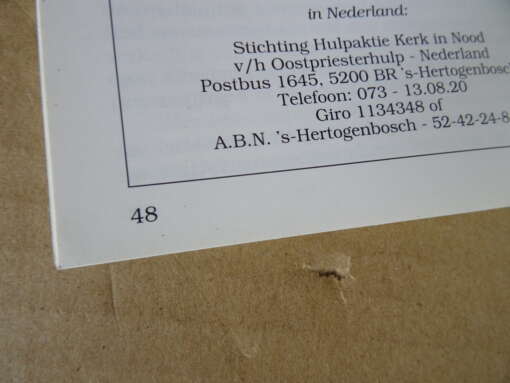 in Nederland:
Stichting Hulpaktie Kerk in Nood
v/h Oostpriesterhulp - Nederland
Postbus 1645, 5200 BR 's-Hertogenbosch
Telefoon: 073 - 13.08.20
Giro 1134348 of
A.B.N. 's-Hertogenbosch - 52-42-24-8
48